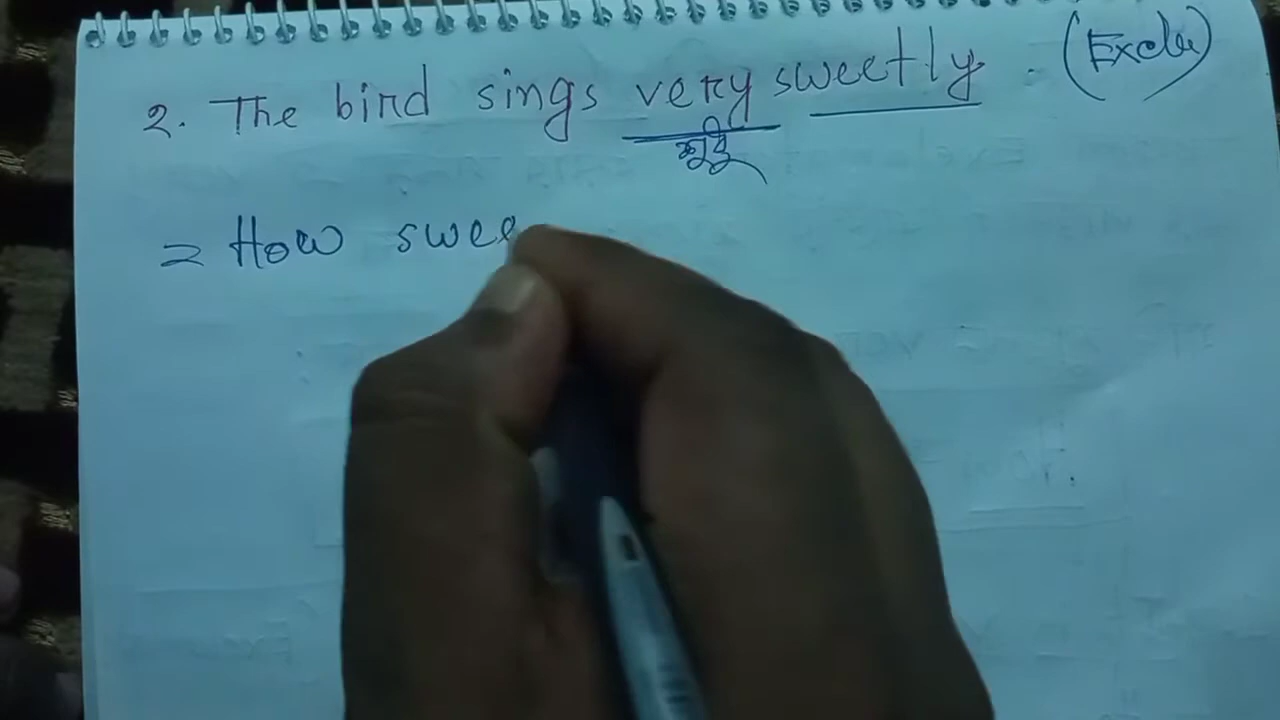 2. The bird sings very sweetly. (Excla)
= How swee